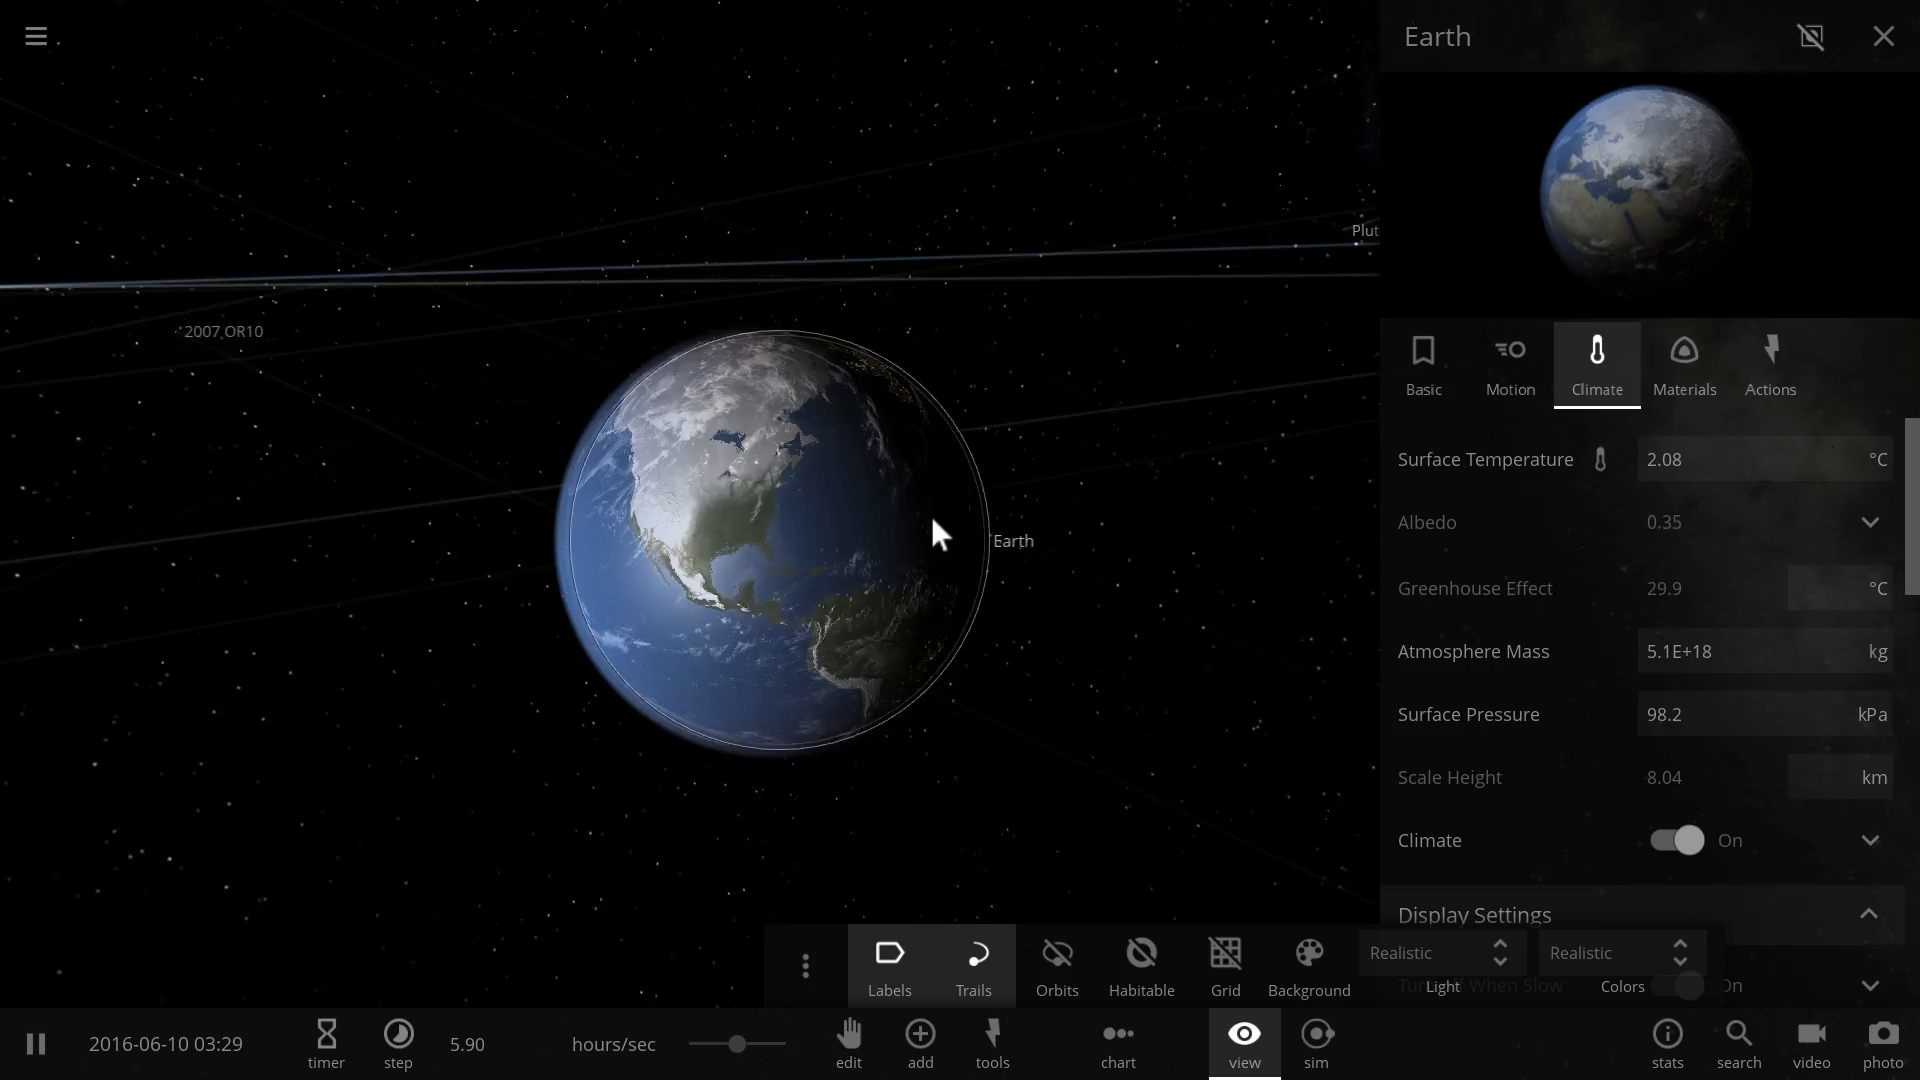 Earth
Plut
2007 OR10
Earth
Basic
Motion
Climate
Materials
Actions
Surface Temperature 2.08 °C
Albedo 0.35
Greenhouse Effect 29.9 °C
Atmosphere Mass 5.1E+18 kg
Surface Pressure 98.2 kPa
Scale Height 8.04 km
Climate On
Display Settings
Realistic
Realistic
Labels
Trails
Orbits
Habitable
Grid
Background
Light
Colors
When Slow On
2016-06-10 03:29
timer
step
5.90 hours/sec
edit
add
tools
chart
view
sim
stats
search
video
photo